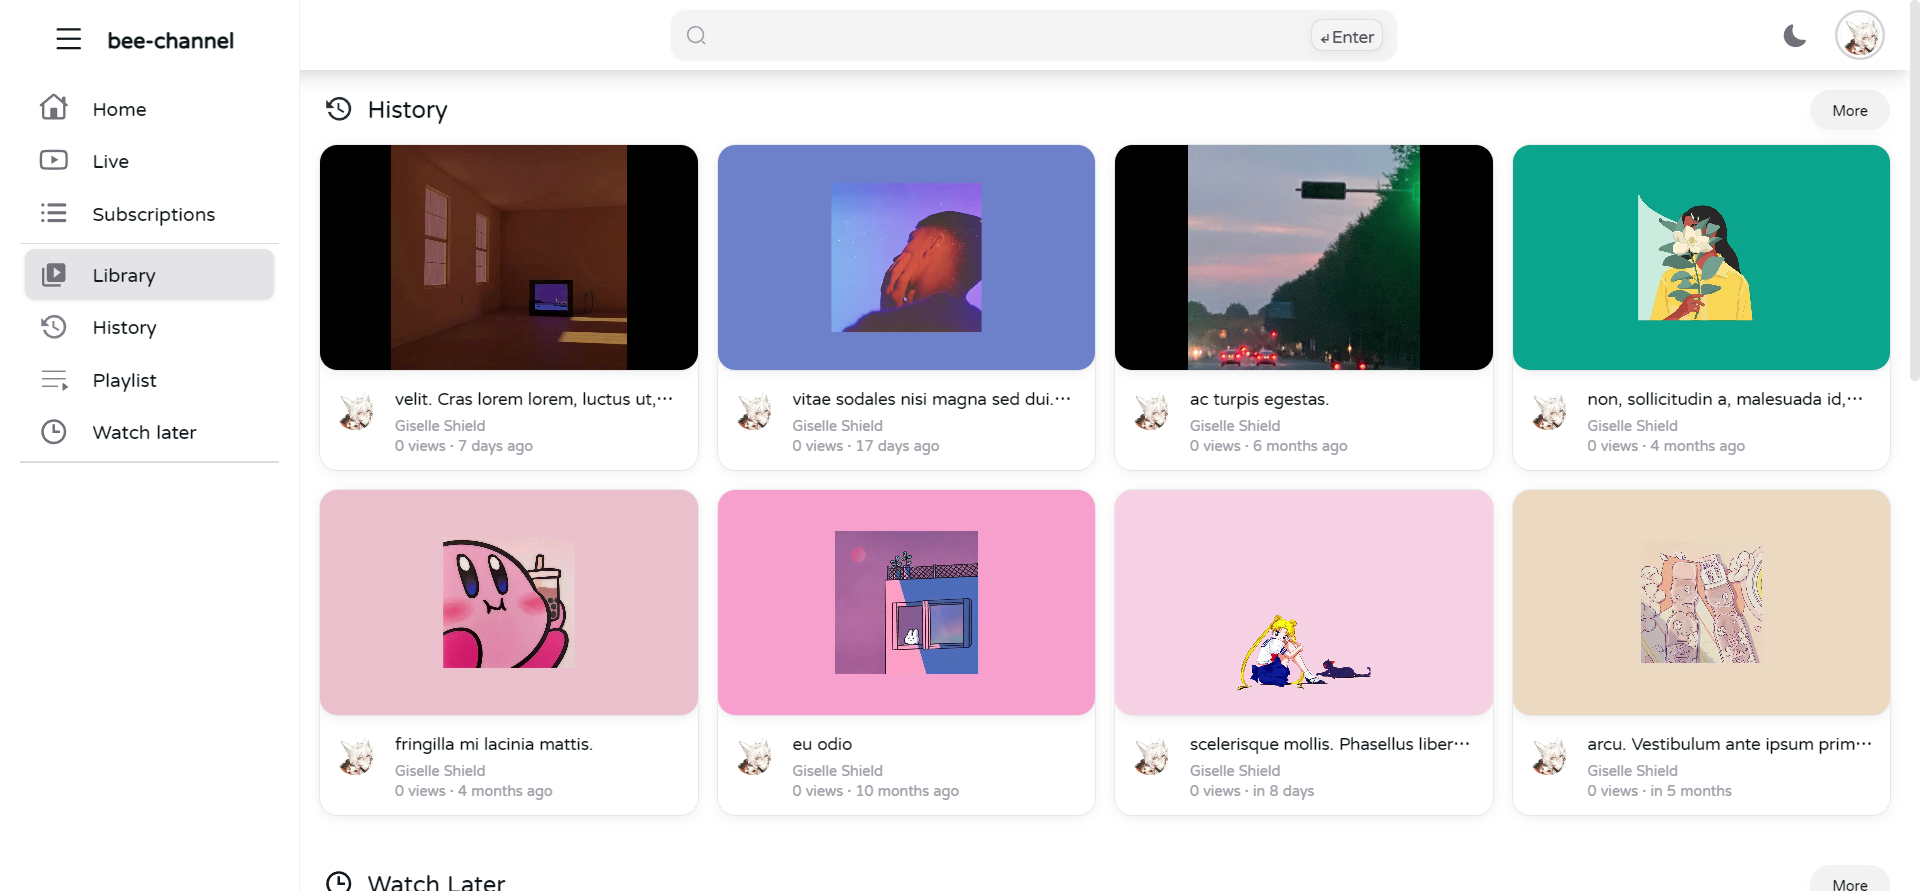 bee-channel
Enter
Home
Live
Subscriptions
Library
History
Playlist
Watch later
History
More
velit. Cras lorem lorem, luctus ut,···
Giselle Shield
0 views · 7 days ago
vitae sodales nisi magna sed dui.···
Giselle Shield
0 views · 17 days ago
ac turpis egestas.
Giselle Shield
0 views · 6 months ago
non, sollicitudin a, malesuada id,···
Giselle Shield
0 views · 4 months ago
fringilla mi lacinia mattis.
Giselle Shield
0 views · 4 months ago
eu odio
Giselle Shield
0 views · 10 months ago
scelerisque mollis. Phasellus liber···
Giselle Shield
0 views · in 8 days
arcu. Vestibulum ante ipsum prim···
Giselle Shield
0 views · in 5 months
Watch Later
More